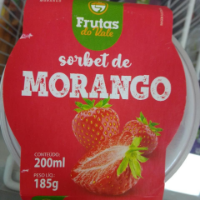 Frutas
do Vale
sorbet de
MORANGO
CONTEÚDO:
200ml
PESO LÍQ.:
185g